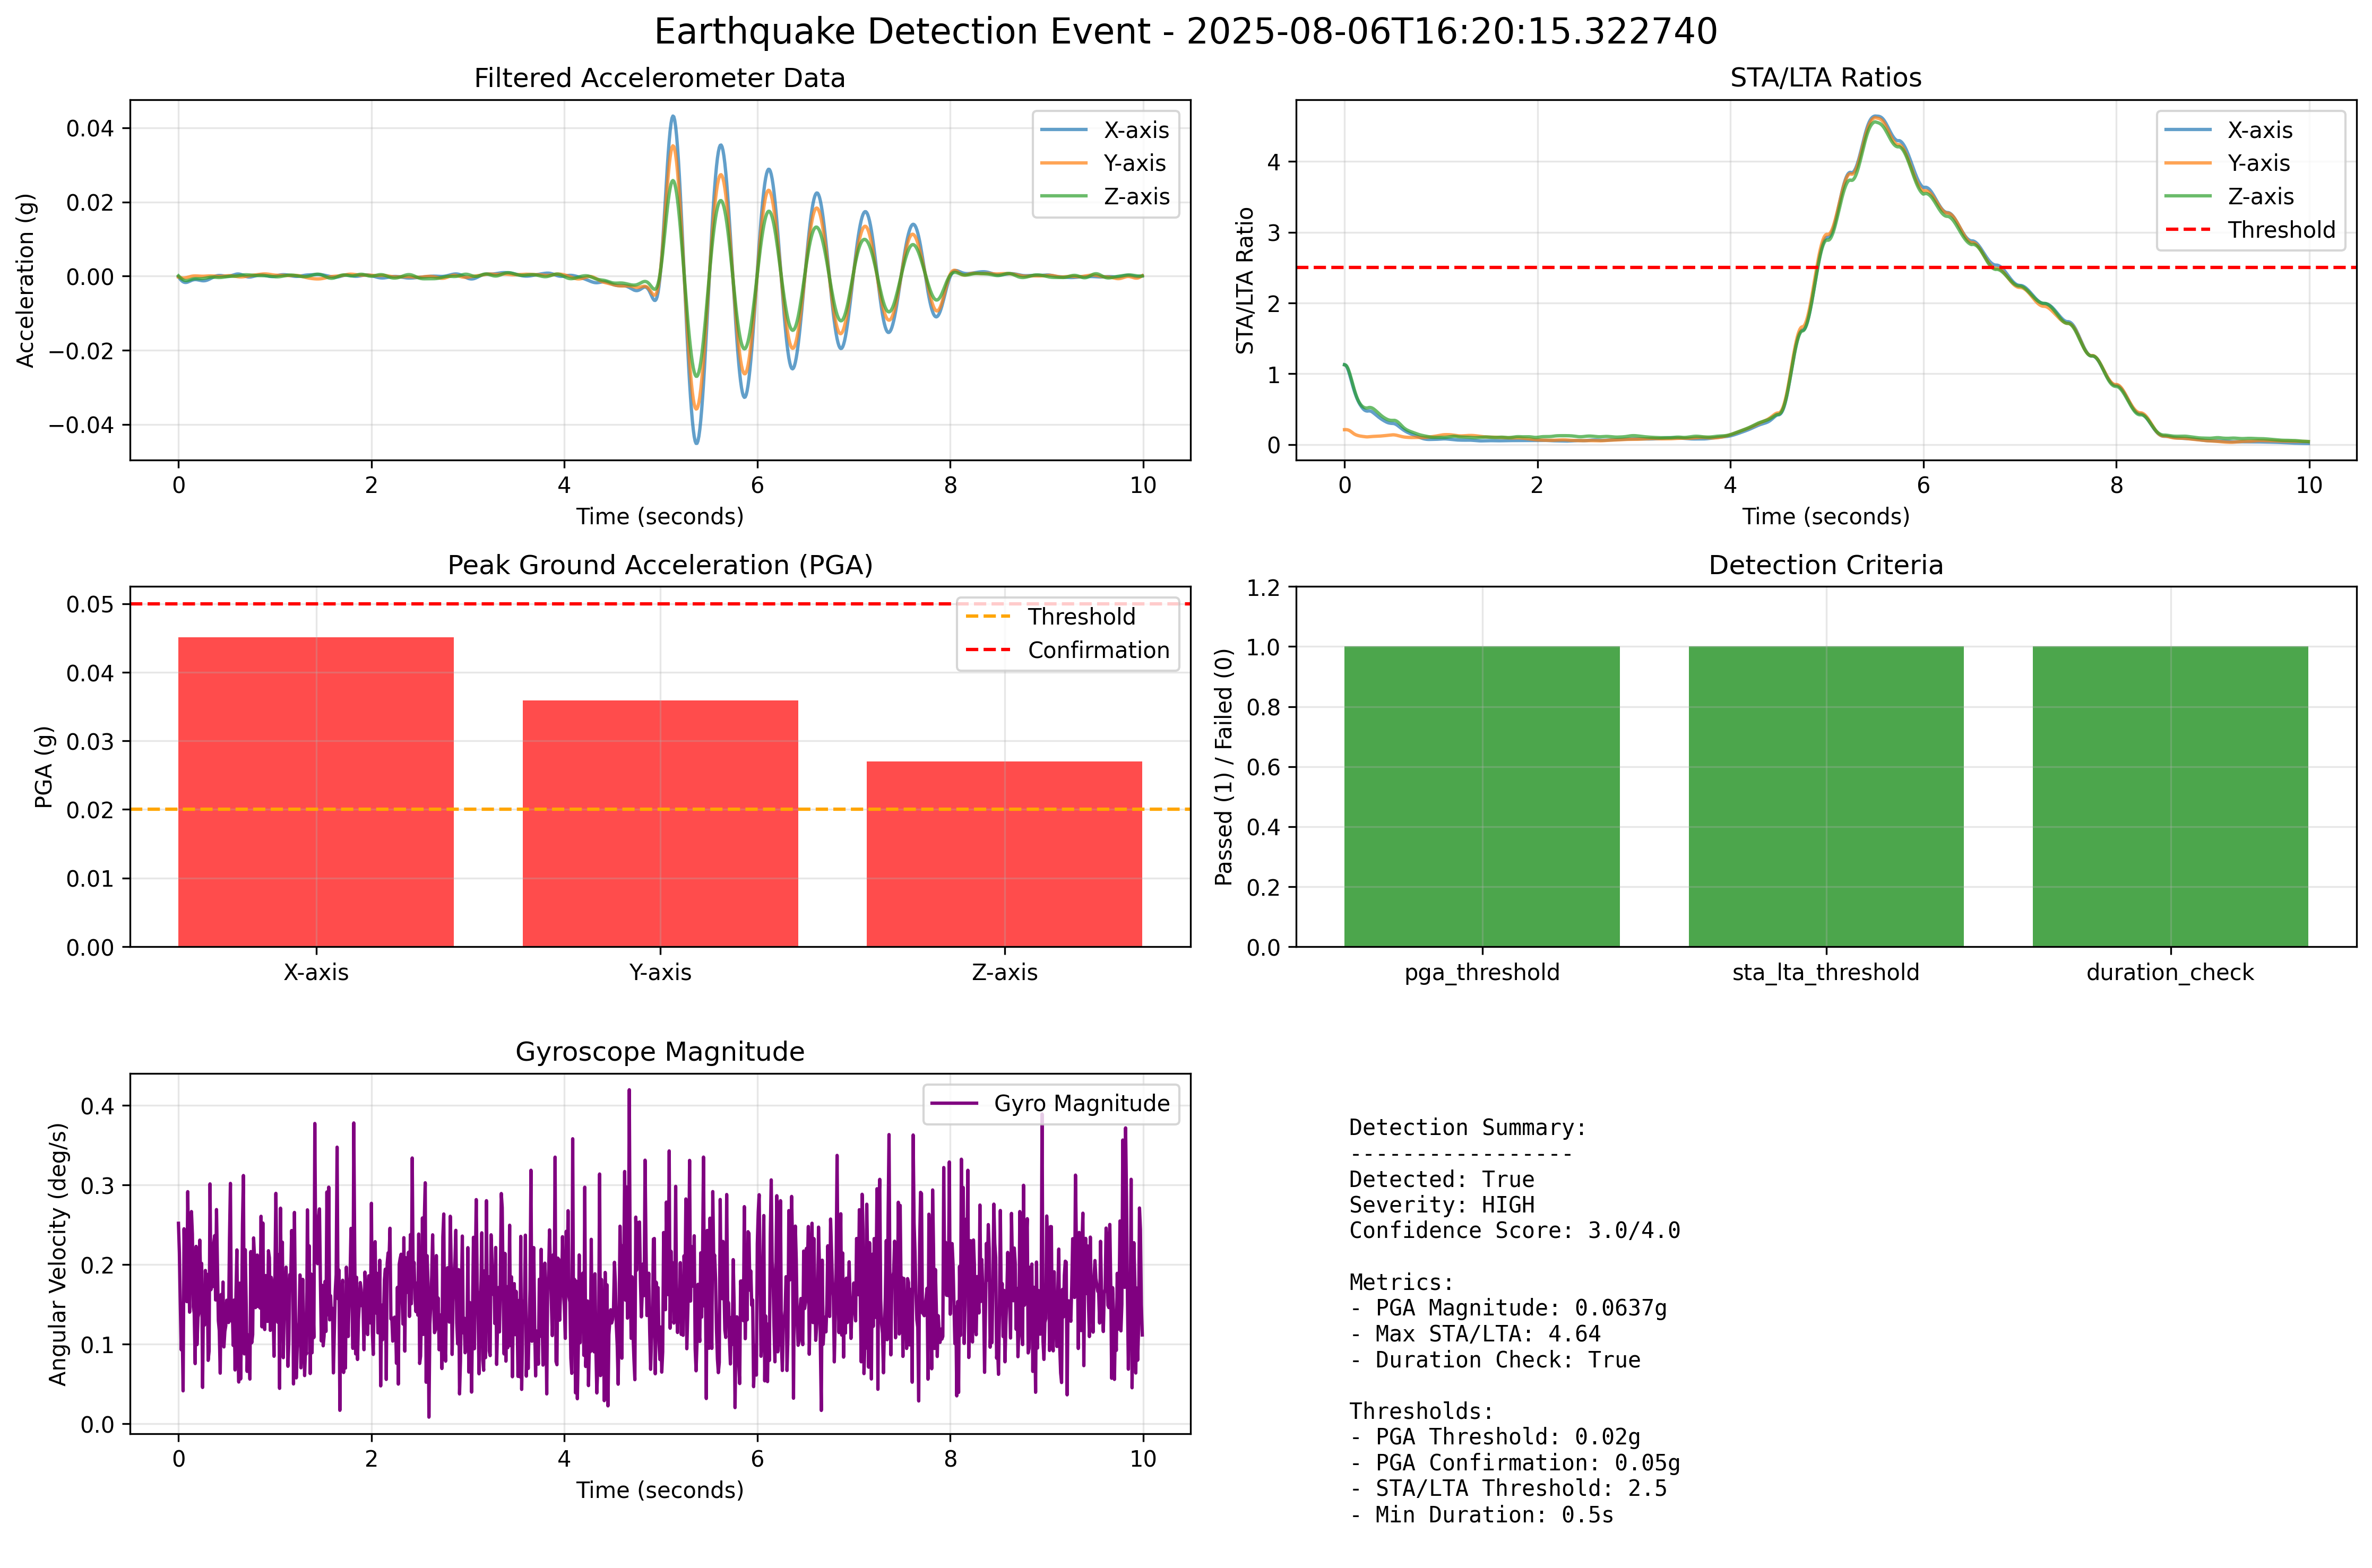 Earthquake Detection Event - 2025-08-06T16:20:15.322740
Filtered Accelerometer Data
Acceleration (g)
0.04
0.02
0.00
−0.02
−0.04
X-axis
Y-axis
Z-axis
0 2 4 6 8 10
Time (seconds)
STA/LTA Ratios
STA/LTA Ratio
4
3
2
1
0
X-axis
Y-axis
Z-axis
Threshold
0 2 4 6 8 10
Time (seconds)
Peak Ground Acceleration (PGA)
PGA (g)
0.05
0.04
0.03
0.02
0.01
0.00
Threshold
Confirmation
X-axis Y-axis Z-axis
Detection Criteria
Passed (1) / Failed (0)
1.2
1.0
0.8
0.6
0.4
0.2
0.0
pga_threshold sta_lta_threshold duration_check
Gyroscope Magnitude
Angular Velocity (deg/s)
0.4
0.3
0.2
0.1
0.0
Gyro Magnitude
0 2 4 6 8 10
Time (seconds)
Detection Summary:
-----------------
Detected: True
Severity: HIGH
Confidence Score: 3.0/4.0
Metrics:
- PGA Magnitude: 0.0637g
- Max STA/LTA: 4.64
- Duration Check: True
Thresholds:
- PGA Threshold: 0.02g
- PGA Confirmation: 0.05g
- STA/LTA Threshold: 2.5
- Min Duration: 0.5s